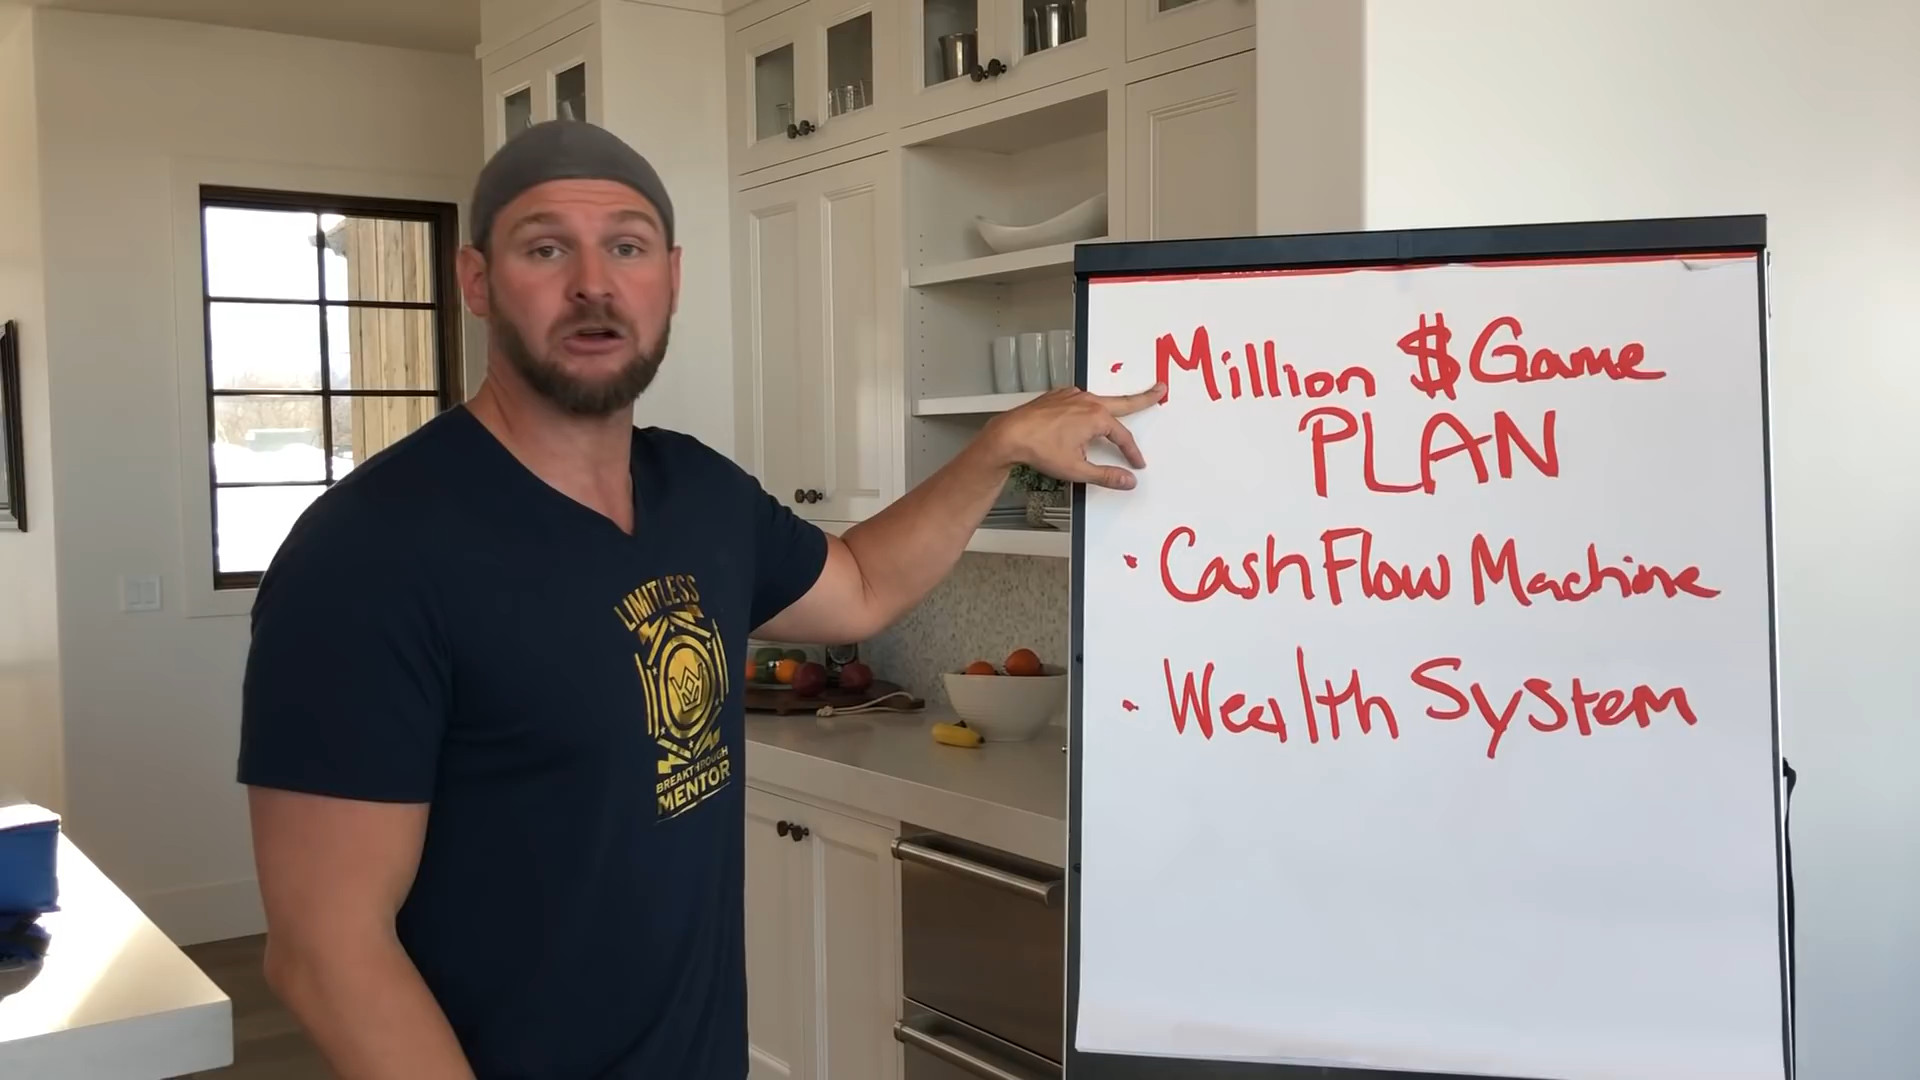 • Million $ Game
PLAN
• Cash Flow Machine
• Wealth System
LIMITLESS
BREAKTHROUGH
MENTOR